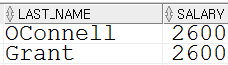 LAST_NAME SALARY
OConnell 2600
Grant 2600